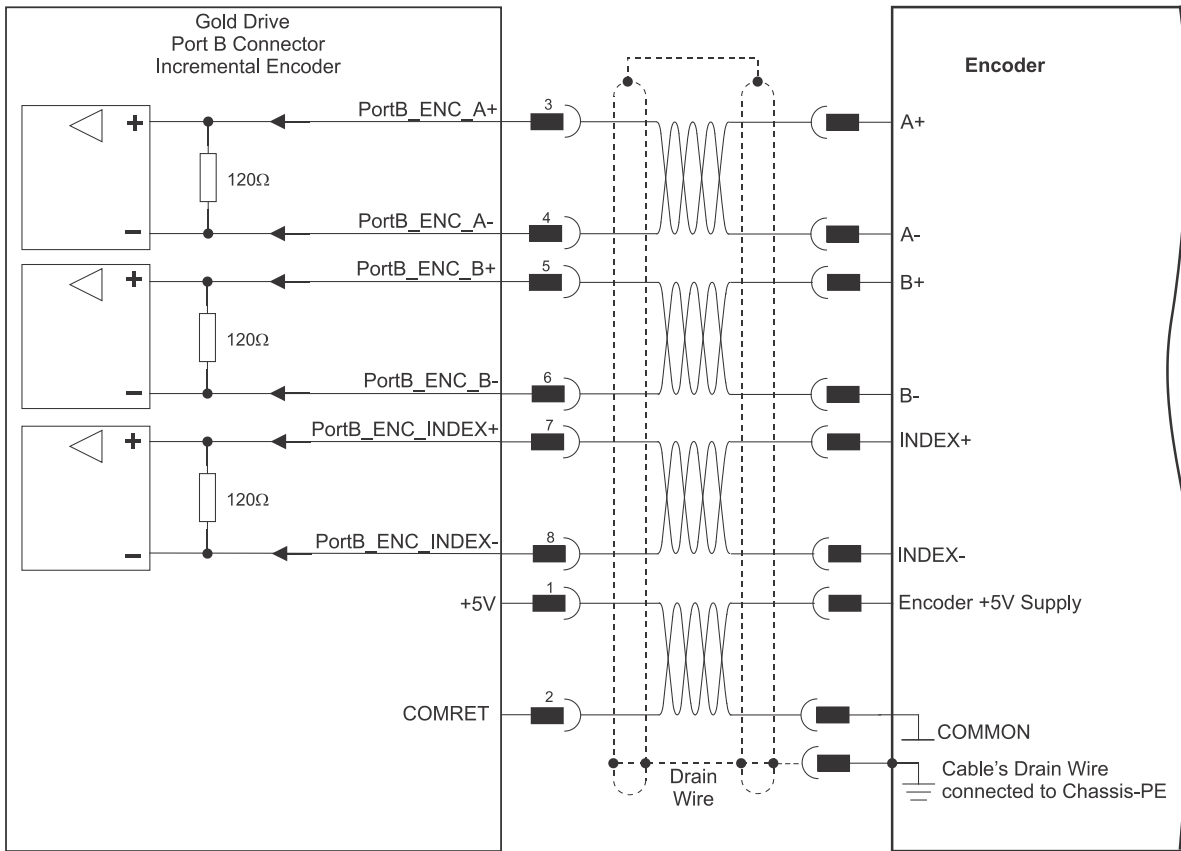 Gold Drive
Port B Connector
Incremental Encoder
Encoder
PortB_ENC_A+
3
A+
+
120Ω
PortB_ENC_A-
4
A-
−
PortB_ENC_B+
5
B+
+
120Ω
PortB_ENC_B-
6
B-
−
PortB_ENC_INDEX+
7
INDEX+
+
120Ω
PortB_ENC_INDEX-
8
INDEX-
−
+5V
1
Encoder +5V Supply
COMRET
2
COMMON
Drain
Wire
Cable's Drain Wire
connected to Chassis-PE